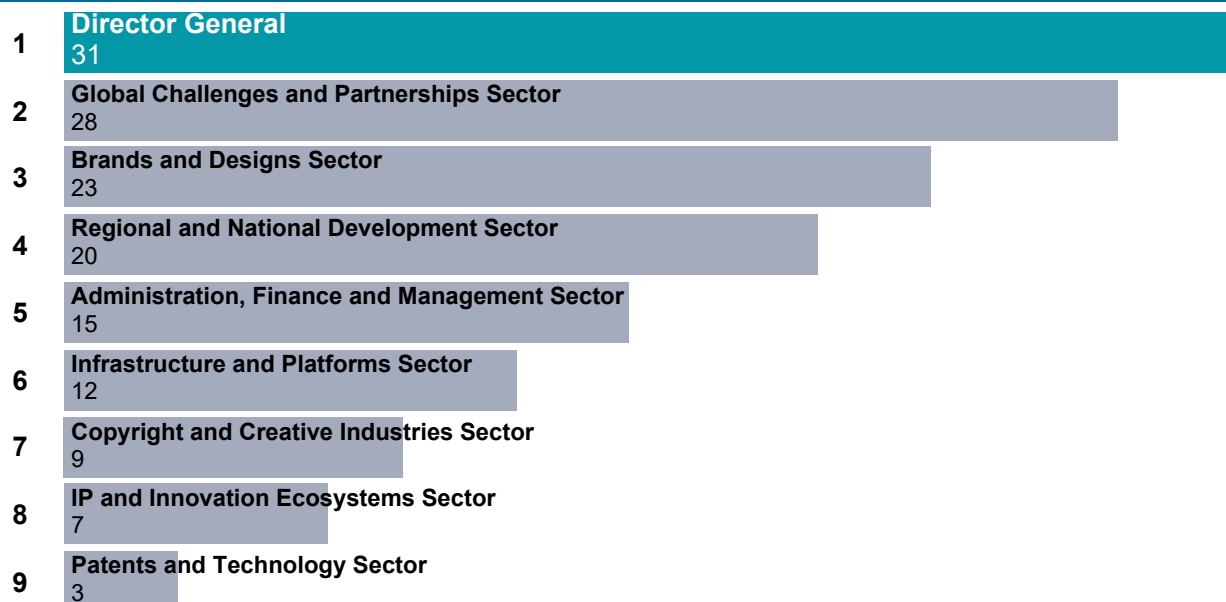 1
Director General
31
2
Global Challenges and Partnerships Sector
28
3
Brands and Designs Sector
23
4
Regional and National Development Sector
20
5
Administration, Finance and Management Sector
15
6
Infrastructure and Platforms Sector
12
7
Copyright and Creative Industries Sector
9
8
IP and Innovation Ecosystems Sector
7
9
Patents and Technology Sector
3